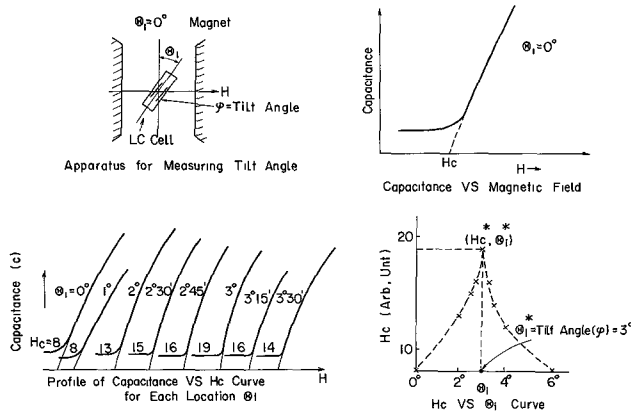 Θi=0° Magnet
Θi
H
φ=Tilt Angle
LC Cell
Apparatus for Measuring Tilt Angle
Capacitance
Θi=0°
Hc
H→
Capacitance VS Magnetic Field
Capacitance (c)
Θi=0° 1° 2° 2°30' 2°45' 3° 3°15' 3°30'
Hc=8 8 13 15 16 19 16 14
H
Profile of Capacitance VS Hc Curve
for Each Location Θi
Hc (Arb, Unt)
20
10
8
(Hc*, Θi*)
Θi*=Tilt Angle(φ)=3°
0° 2° Θi 4° 6°
Hc VS Θi Curve